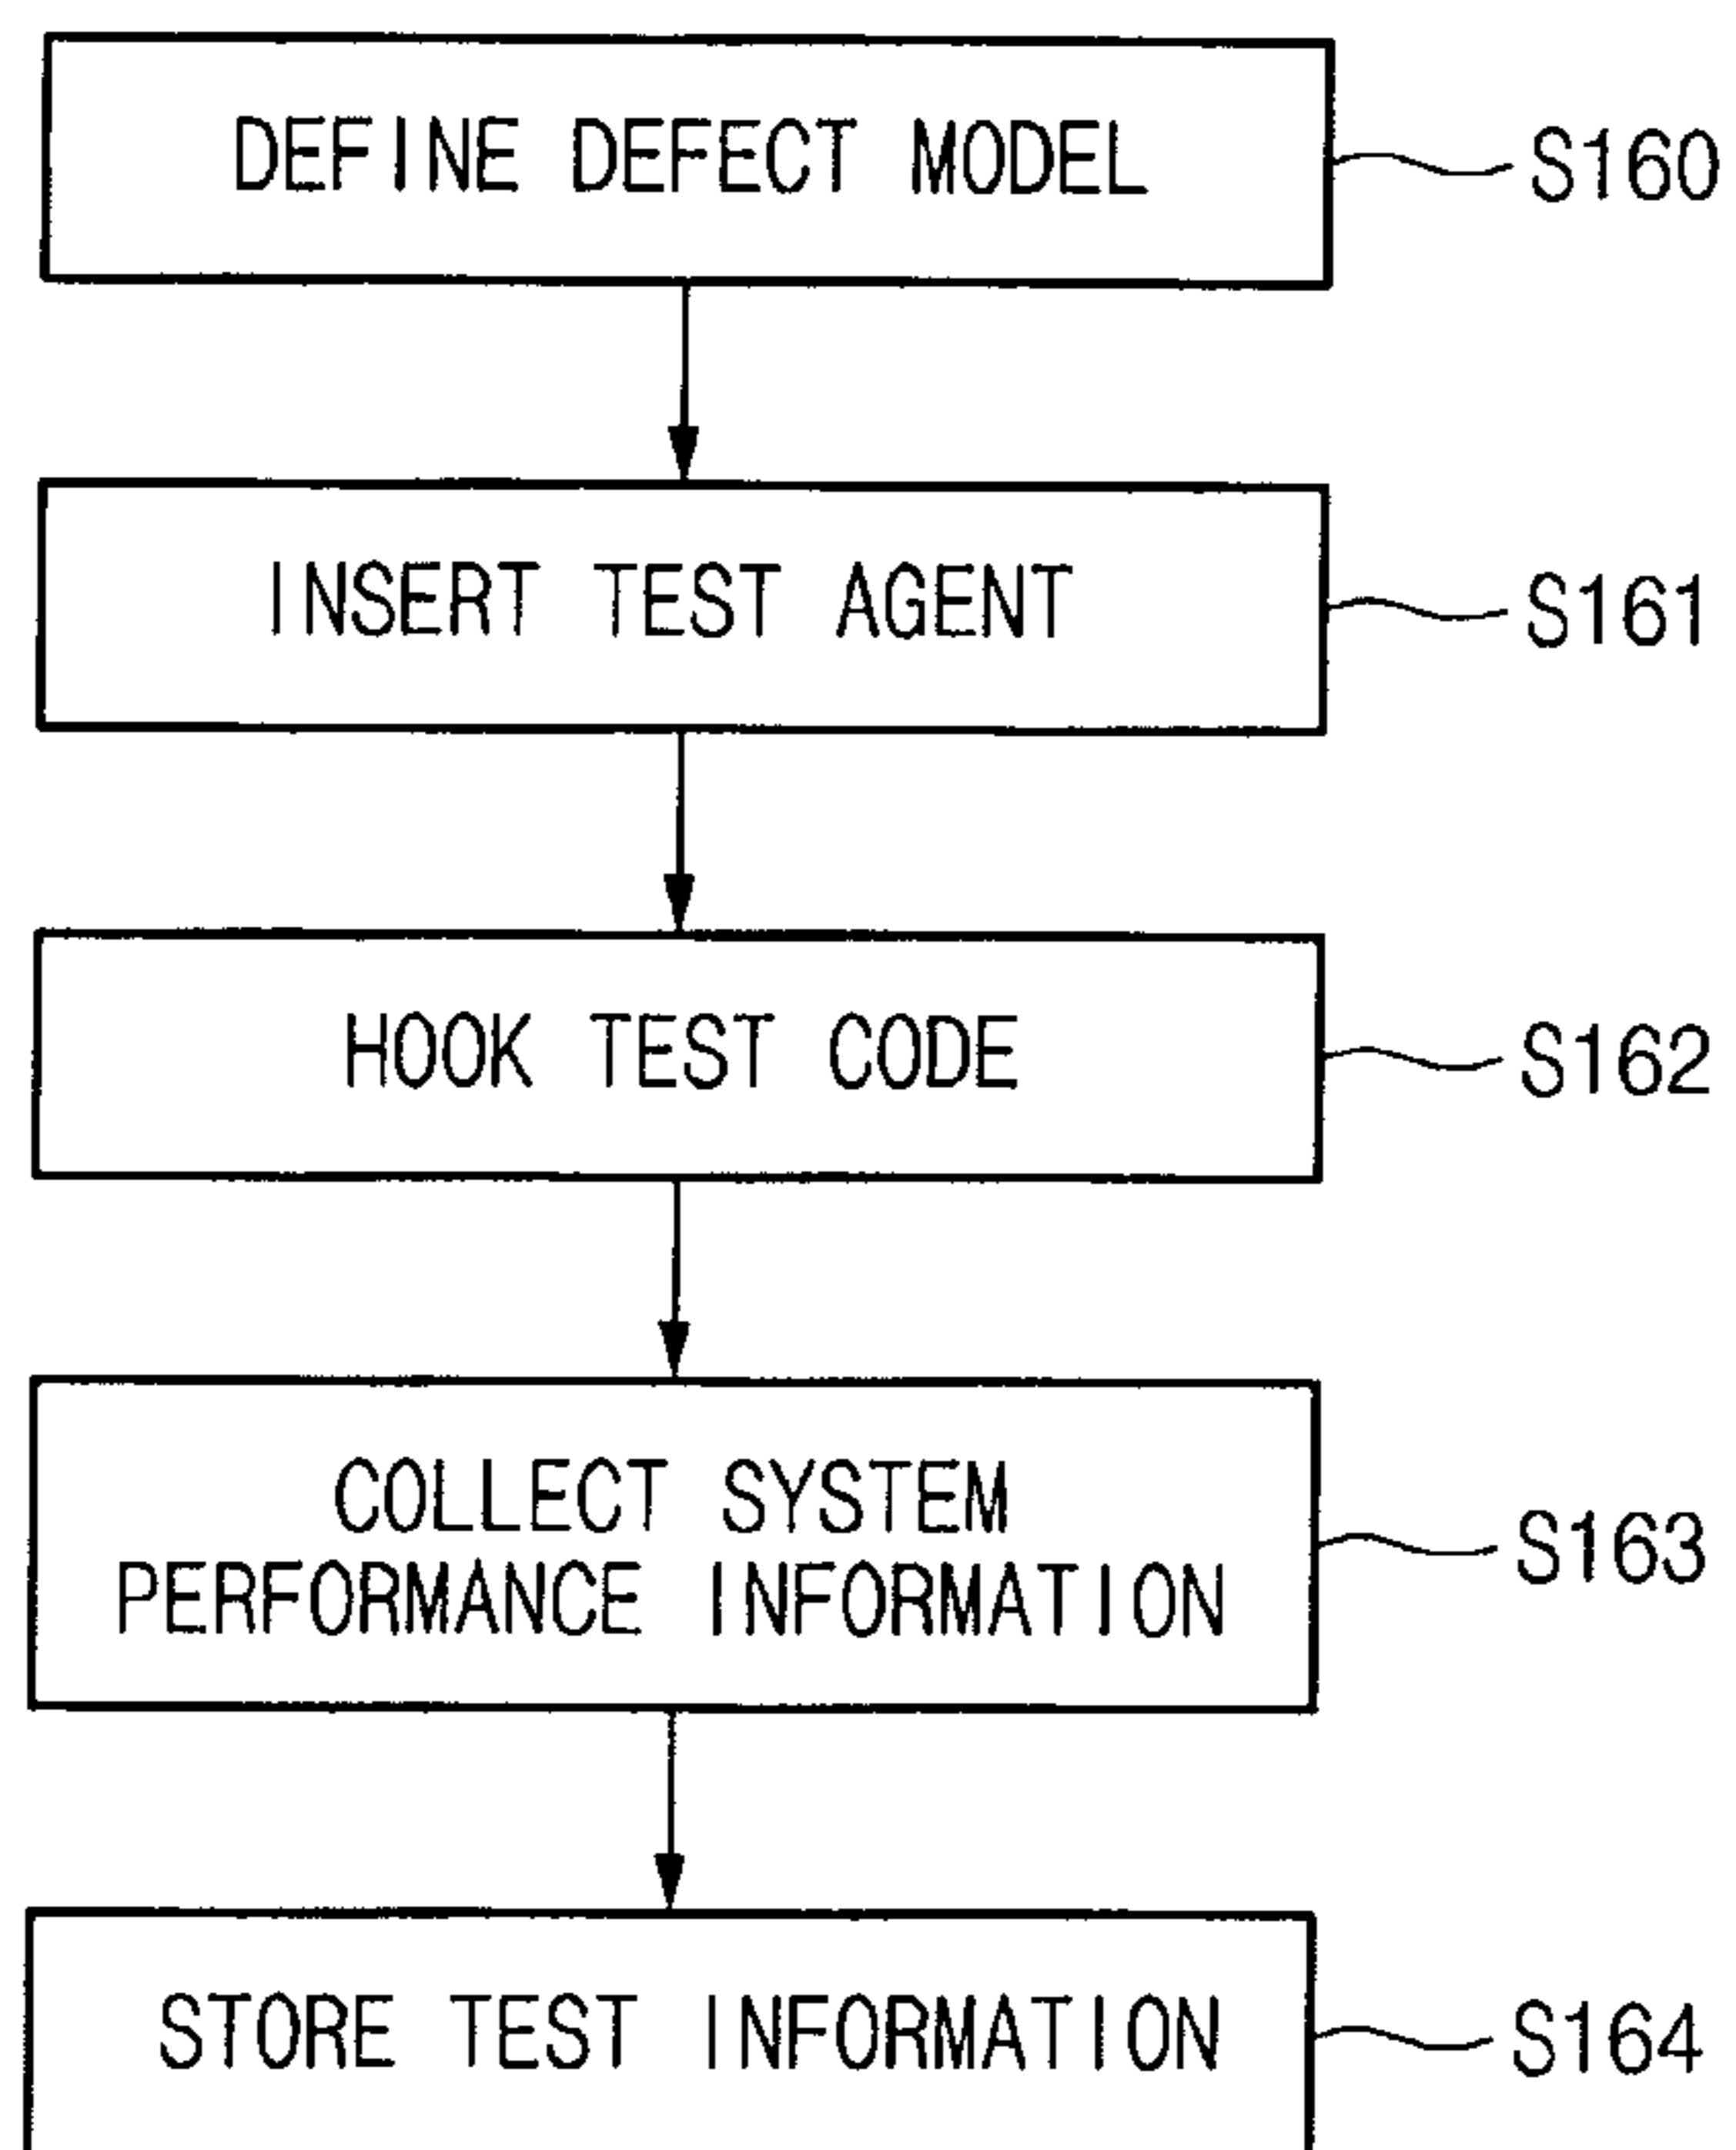 DEFINE DEFECT MODEL
S160
INSERT TEST AGENT
S161
HOOK TEST CODE
S162
COLLECT SYSTEM
PERFORMANCE INFORMATION
S163
STORE TEST INFORMATION
S164